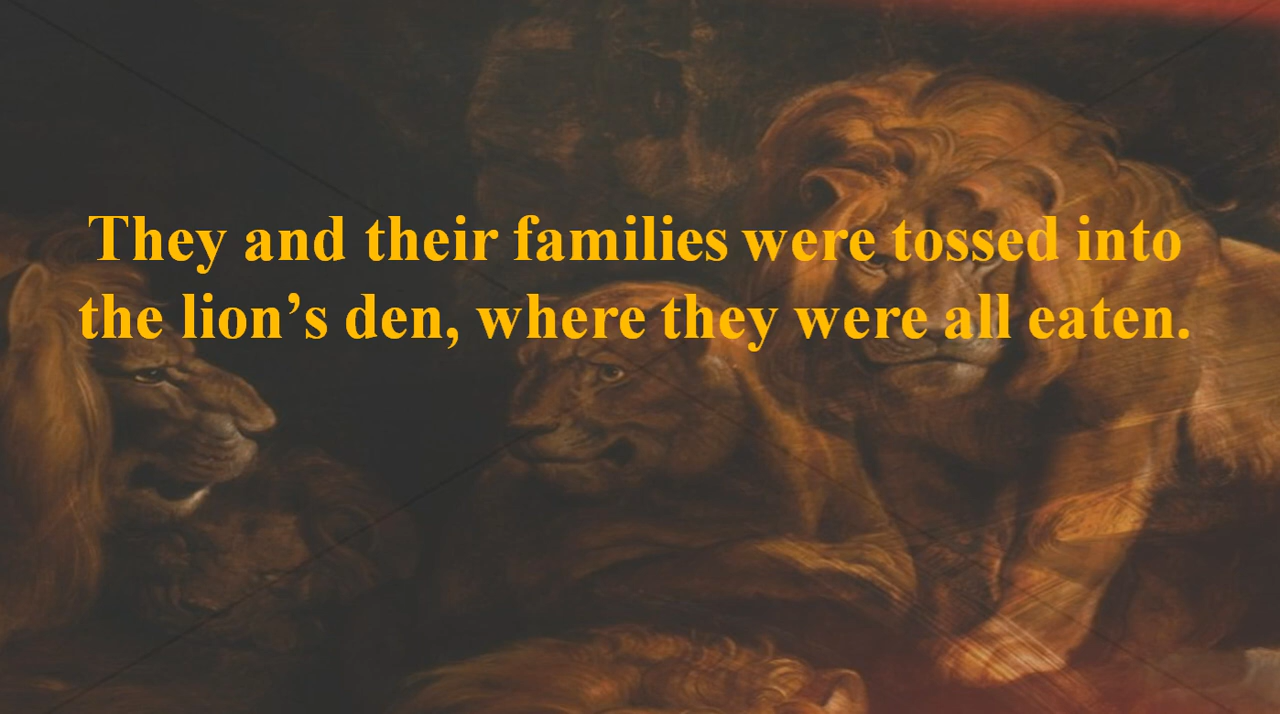 They and their families were tossed into
the lion’s den, where they were all eaten.